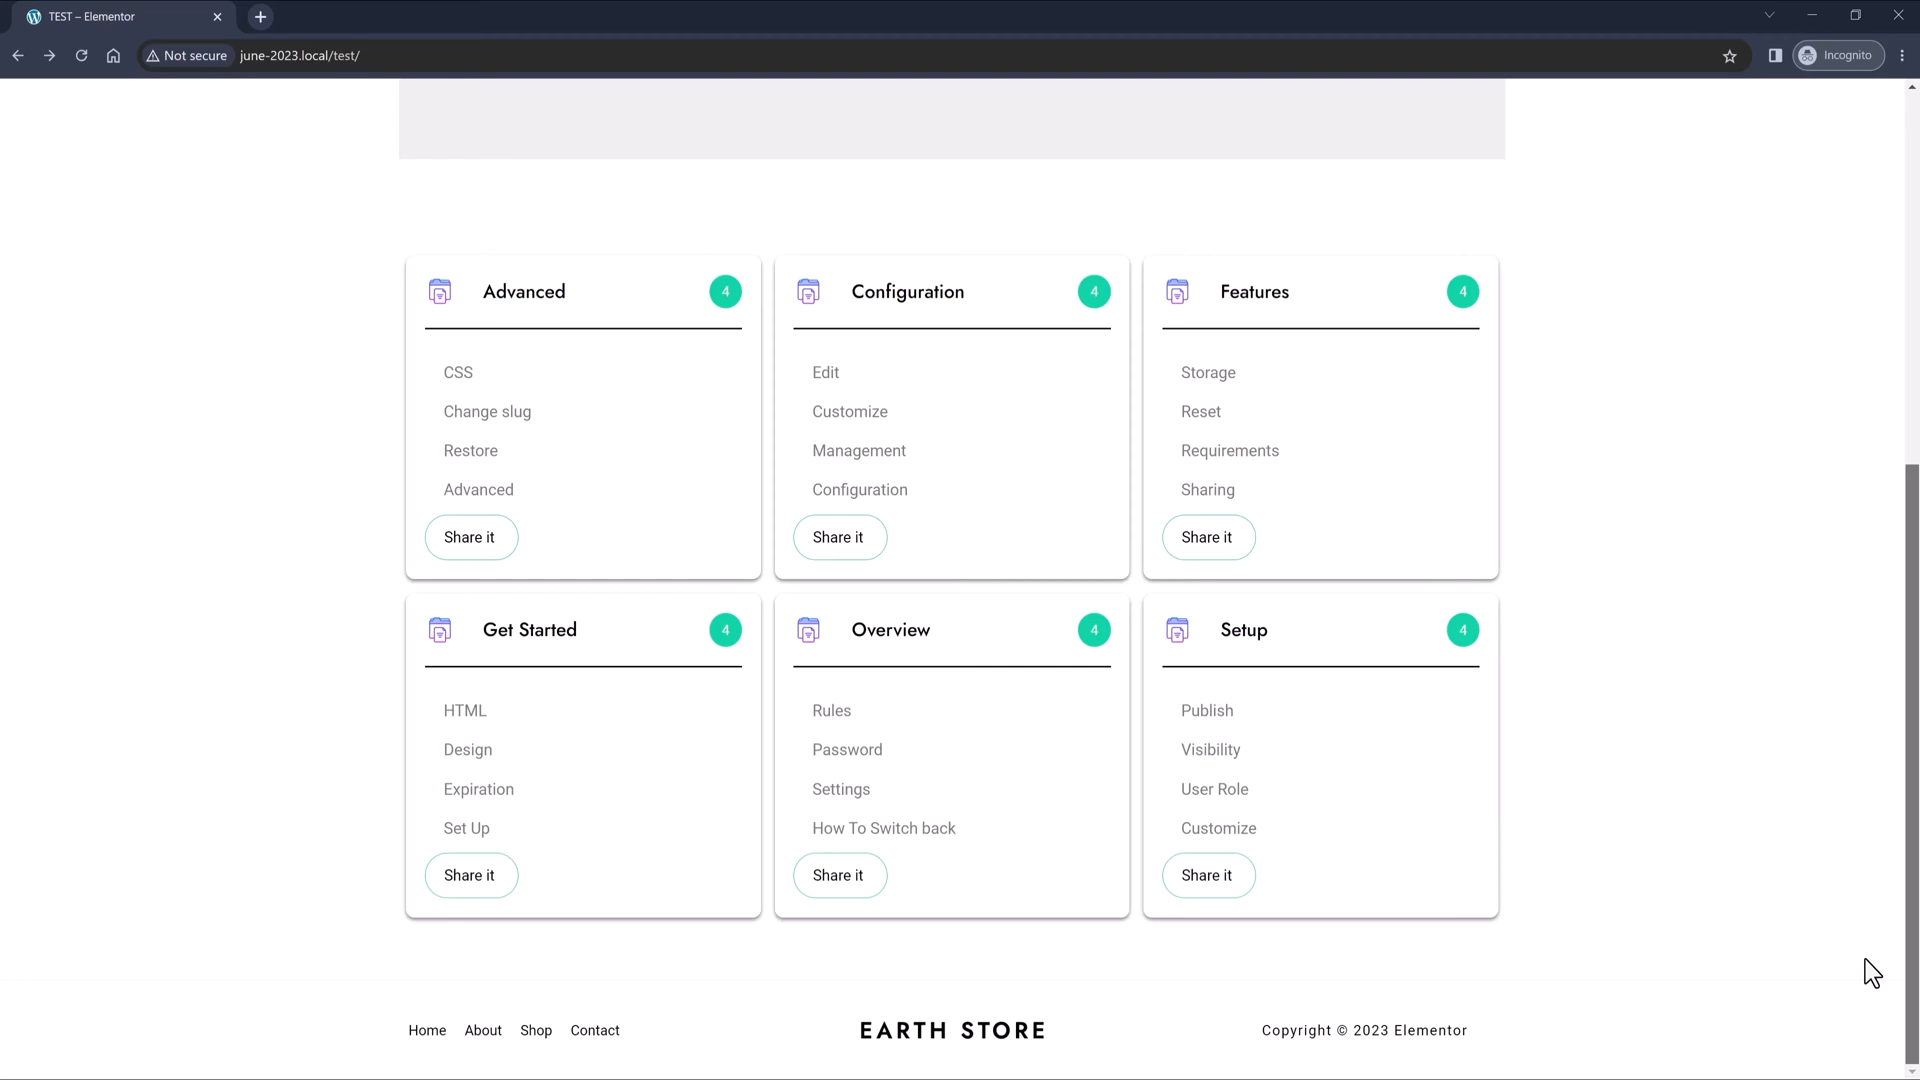 TEST – Elementor
Not secure june-2023.local/test/ Incognito
Advanced 4
CSS
Change slug
Restore
Advanced
Share it
Configuration 4
Edit
Customize
Management
Configuration
Share it
Features 4
Storage
Reset
Requirements
Sharing
Share it
Get Started 4
HTML
Design
Expiration
Set Up
Share it
Overview 4
Rules
Password
Settings
How To Switch back
Share it
Setup 4
Publish
Visibility
User Role
Customize
Share it
Home About Shop Contact
EARTH STORE
Copyright © 2023 Elementor